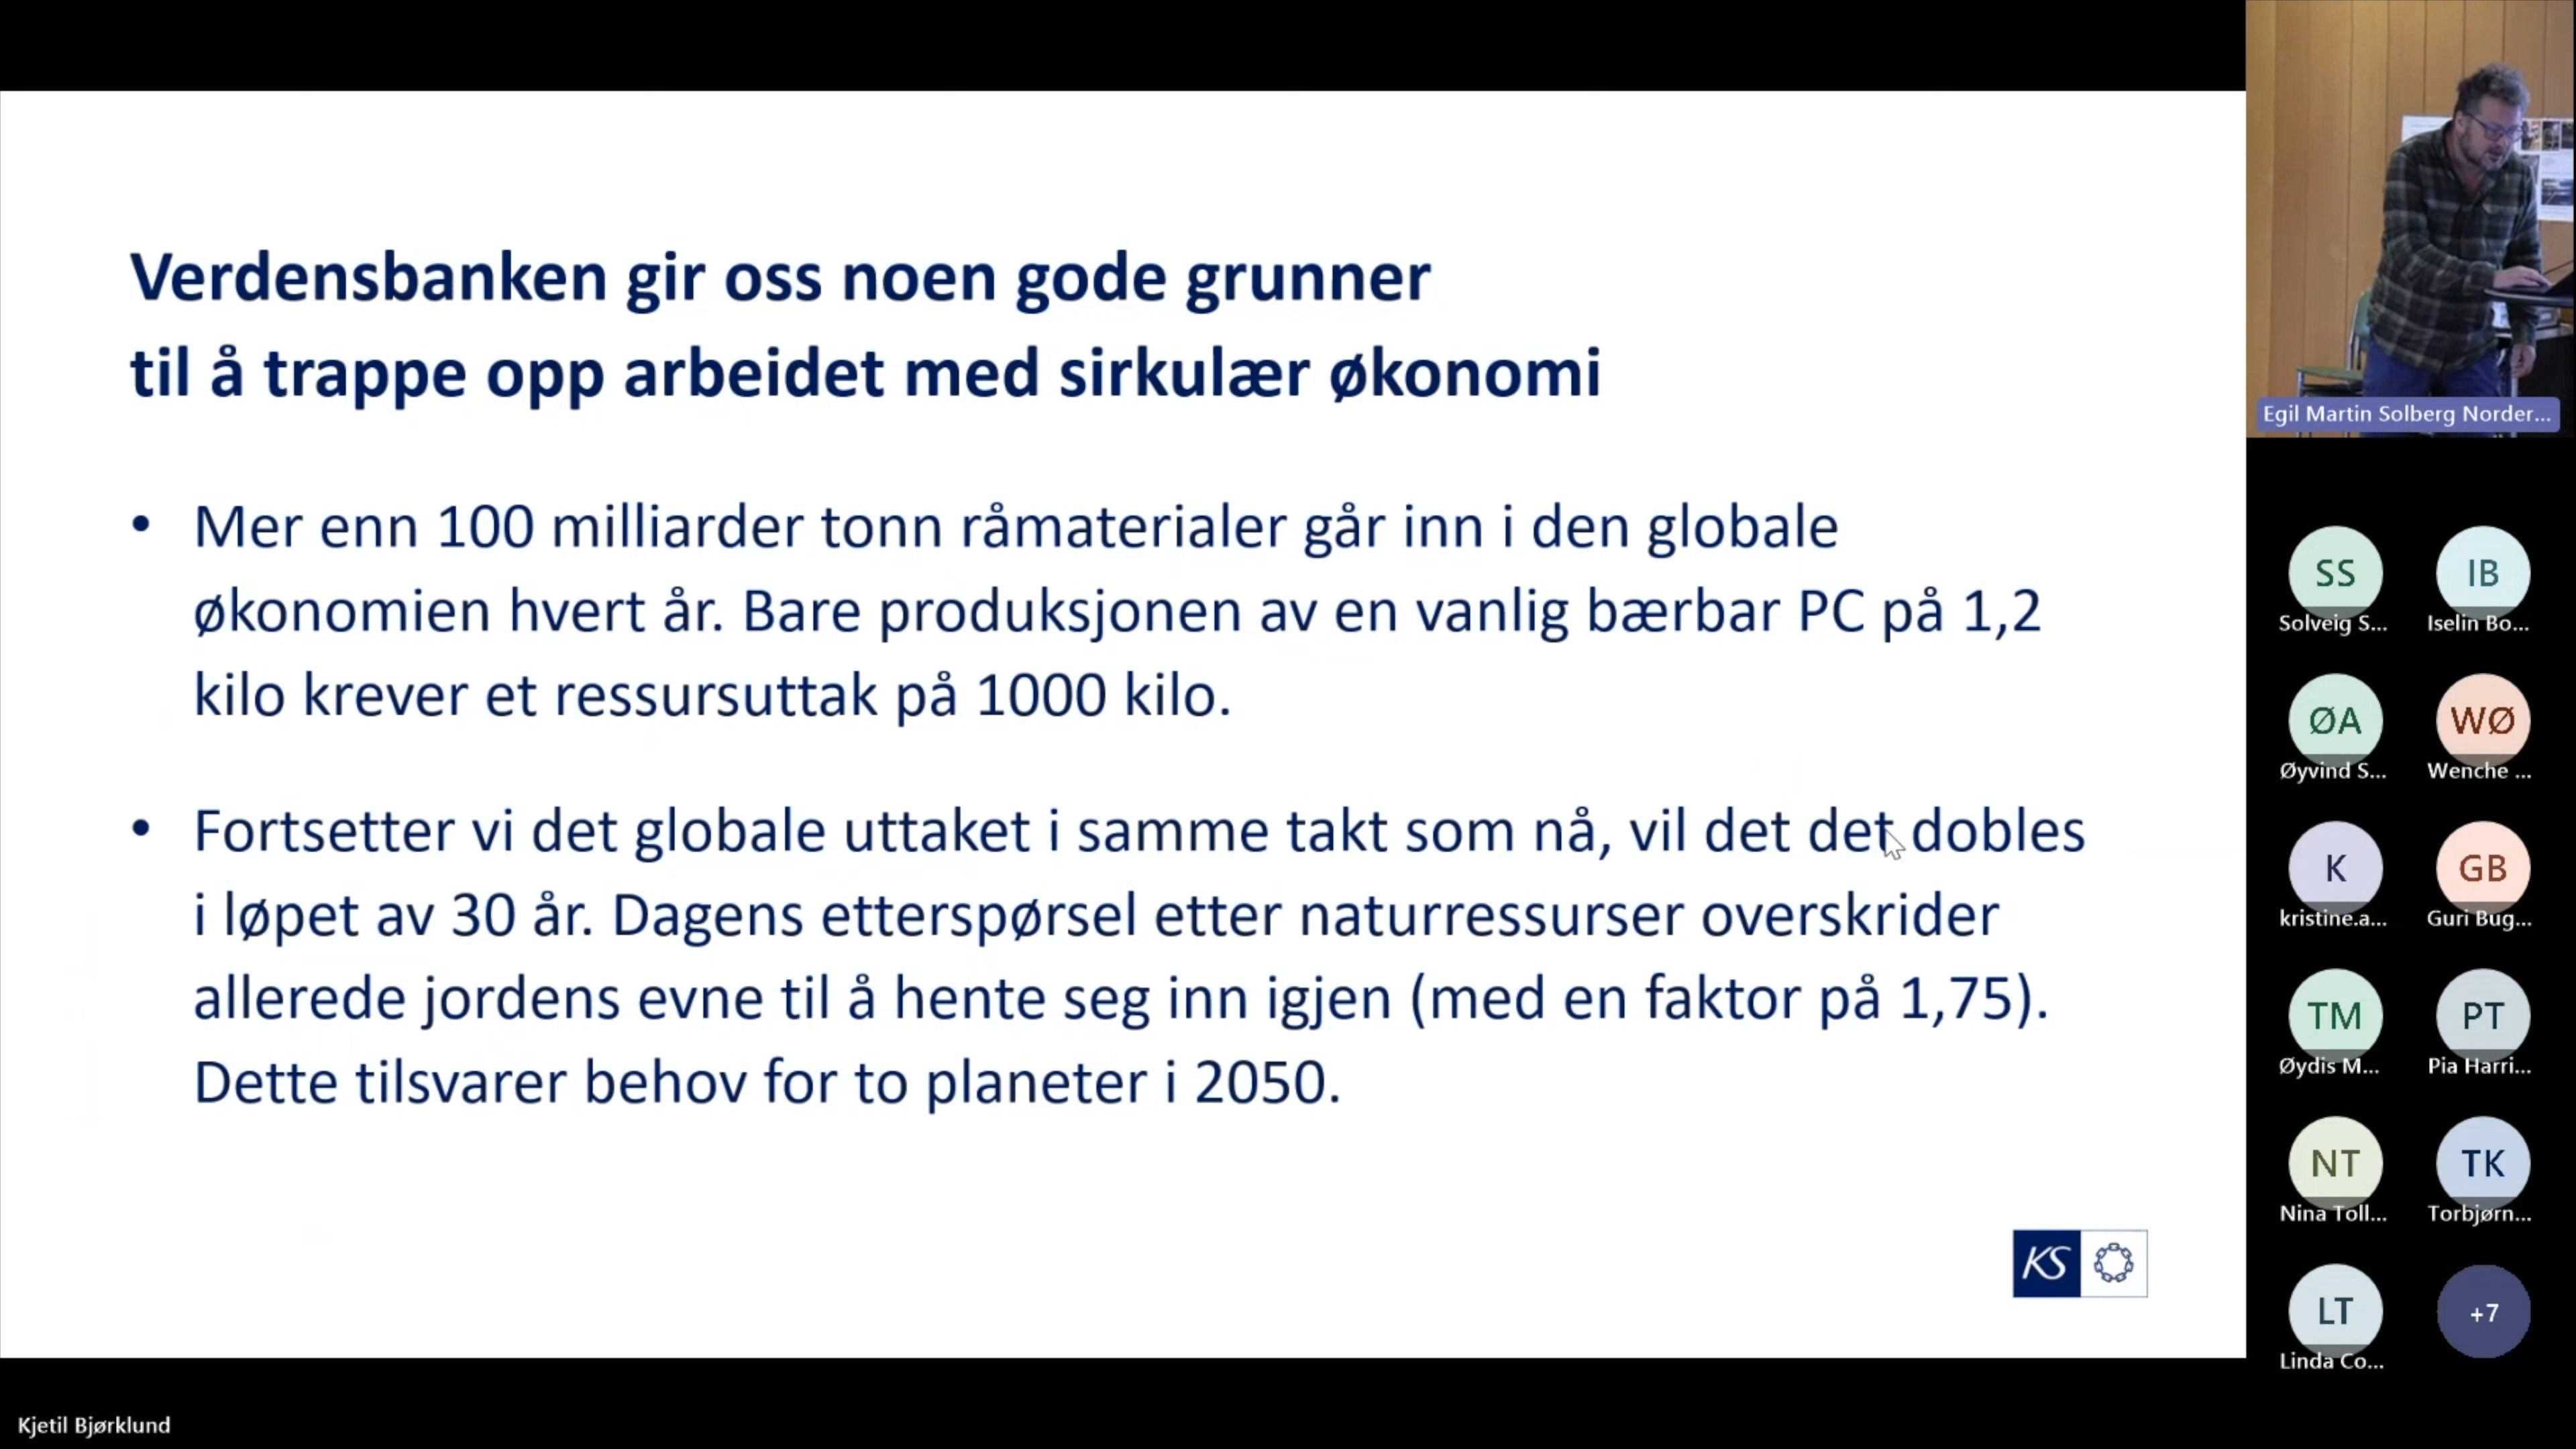 Verdensbanken gir oss noen gode grunner
til å trappe opp arbeidet med sirkulær økonomi
• Mer enn 100 milliarder tonn råmaterialer går inn i den globale
økonomien hvert år. Bare produksjonen av en vanlig bærbar PC på 1,2
kilo krever et ressursuttak på 1000 kilo.
• Fortsetter vi det globale uttaket i samme takt som nå, vil det det dobles
i løpet av 30 år. Dagens etterspørsel etter naturressurser overskrider
allerede jordens evne til å hente seg inn igjen (med en faktor på 1,75).
Dette tilsvarer behov for to planeter i 2050.
KS
Kjetil Bjørklund
Egil Martin Solberg Norder...
SS IB
Solveig S... Iselin Bo...
ØA WØ
Øyvind S... Wenche ...
K GB
kristine.a... Guri Bug...
TM PT
Øydis M... Pia Harri...
NT TK
Nina Toll... Torbjørn...
LT +7
Linda Co...